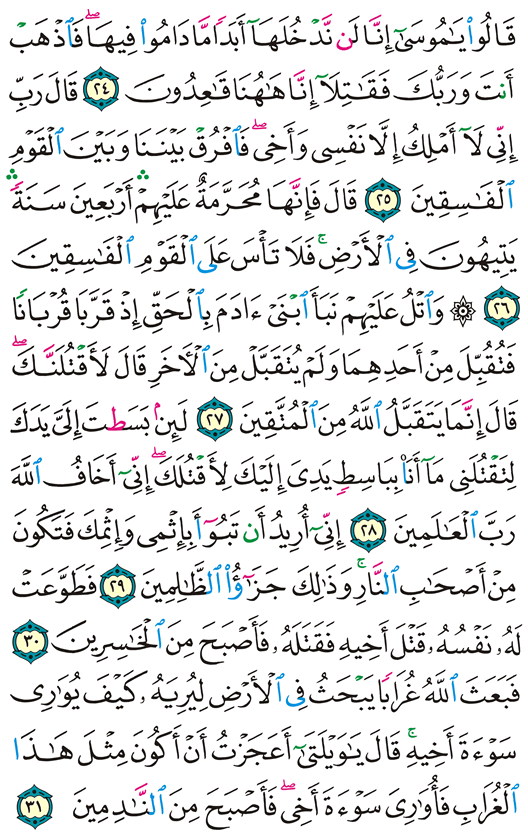 قَالُوا۟ يَـٰمُوسَىٰٓ إِنَّا لَن نَّدْخُلَهَآ أَبَدًا مَّا دَامُوا۟ فِيهَا ۖ فَٱذْهَبْ
أَنتَ وَرَبُّكَ فَقَـٰتِلَآ إِنَّا هَـٰهُنَا قَـٰعِدُونَ ٢٤ قَالَ رَبِّ
إِنِّى لَآ أَمْلِكُ إِلَّا نَفْسِى وَأَخِى ۖ فَٱفْرُقْ بَيْنَنَا وَبَيْنَ ٱلْقَوْمِ
ٱلْفَـٰسِقِينَ ٢٥ قَالَ فَإِنَّهَا مُحَرَّمَةٌ عَلَيْهِمْ ۛ أَرْبَعِينَ سَنَةً ۛ
يَتِيهُونَ فِى ٱلْأَرْضِ ۚ فَلَا تَأْسَ عَلَى ٱلْقَوْمِ ٱلْفَـٰسِقِينَ
٢٦ ۞ وَٱتْلُ عَلَيْهِمْ نَبَأَ ٱبْنَىْ ءَادَمَ بِٱلْحَقِّ إِذْ قَرَّبَا قُرْبَانًا
فَتُقُبِّلَ مِنْ أَحَدِهِمَا وَلَمْ يُتَقَبَّلْ مِنَ ٱلْـَٔاخَرِ قَالَ لَأَقْتُلَنَّكَ ۖ
قَالَ إِنَّمَا يَتَقَبَّلُ ٱللَّهُ مِنَ ٱلْمُتَّقِينَ ٢٧ لَئِنۢ بَسَطتَ إِلَىَّ يَدَكَ
لِتَقْتُلَنِى مَآ أَنَا۠ بِبَاسِطٍ يَدِىَ إِلَيْكَ لِأَقْتُلَكَ ۖ إِنِّىٓ أَخَافُ ٱللَّهَ
رَبَّ ٱلْعَـٰلَمِينَ ٢٨ إِنِّىٓ أُرِيدُ أَن تَبُوٓأَ بِإِثْمِى وَإِثْمِكَ فَتَكُونَ
مِنْ أَصْحَـٰبِ ٱلنَّارِ ۚ وَذَٰلِكَ جَزَٰٓؤُا۟ ٱلظَّـٰلِمِينَ ٢٩ فَطَوَّعَتْ
لَهُۥ نَفْسُهُۥ قَتْلَ أَخِيهِ فَقَتَلَهُۥ فَأَصْبَحَ مِنَ ٱلْخَـٰسِرِينَ ٣٠
فَبَعَثَ ٱللَّهُ غُرَابًا يَبْحَثُ فِى ٱلْأَرْضِ لِيُرِيَهُۥ كَيْفَ يُوَٰرِى
سَوْءَةَ أَخِيهِ ۚ قَالَ يَـٰوَيْلَتَىٰٓ أَعَجَزْتُ أَنْ أَكُونَ مِثْلَ هَـٰذَا
ٱلْغُرَابِ فَأُوَٰرِىَ سَوْءَةَ أَخِى ۖ فَأَصْبَحَ مِنَ ٱلنَّـٰدِمِينَ ٣١